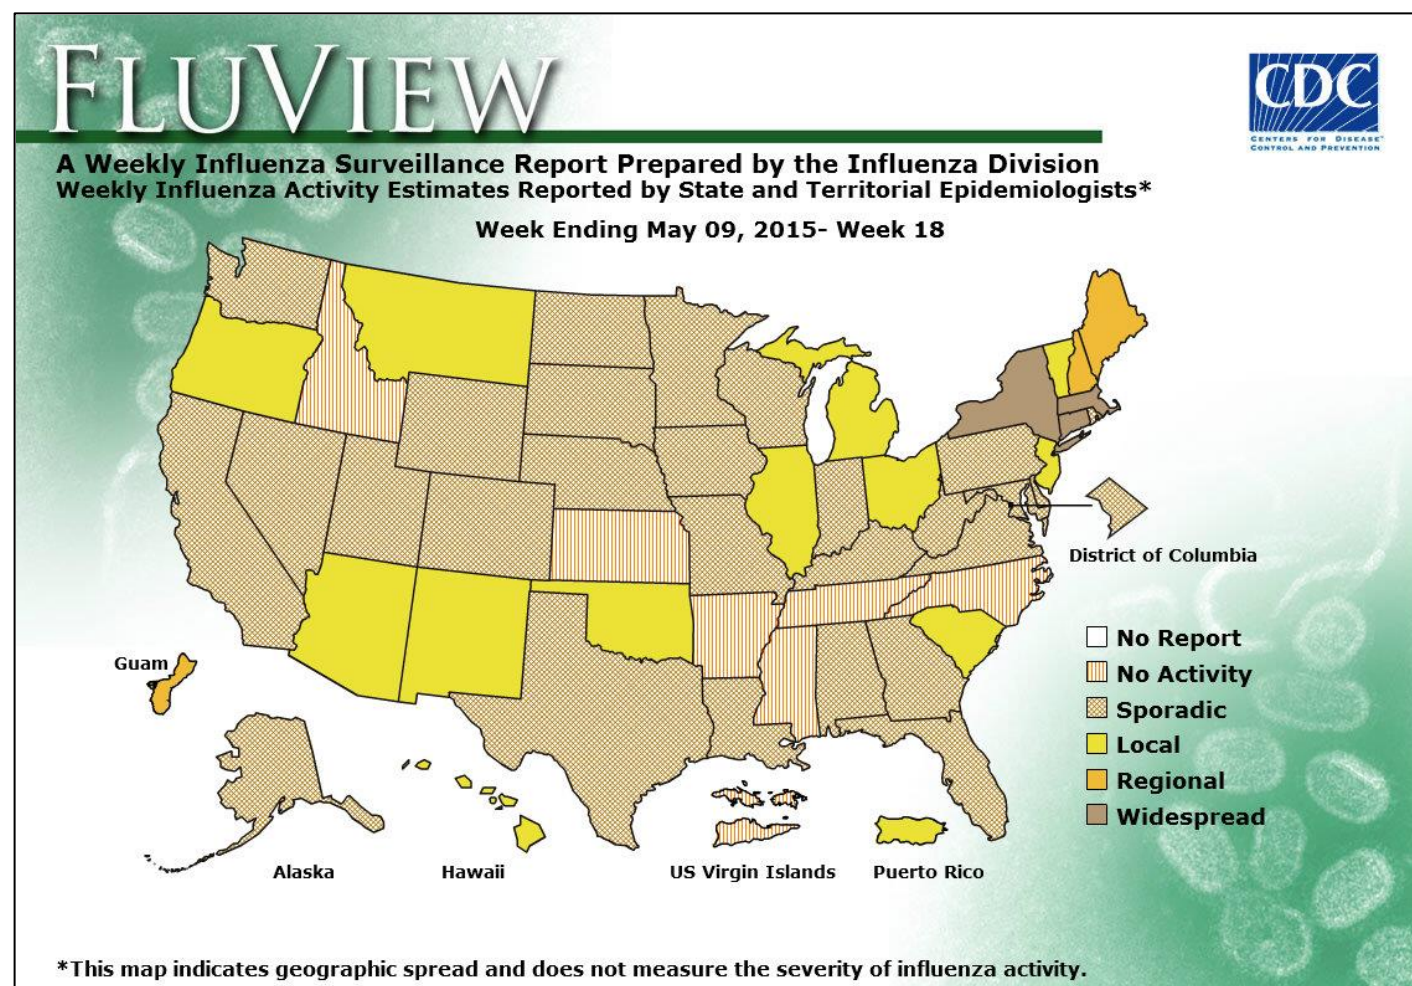 FLUVIEW
CDC
CENTERS FOR DISEASE
CONTROL AND PREVENTION
A Weekly Influenza Surveillance Report Prepared by the Influenza Division
Weekly Influenza Activity Estimates Reported by State and Territorial Epidemiologists*
Week Ending May 09, 2015- Week 18
District of Columbia
No Report
No Activity
Sporadic
Local
Regional
Widespread
Guam
Alaska
Hawaii
US Virgin Islands
Puerto Rico
*This map indicates geographic spread and does not measure the severity of influenza activity.